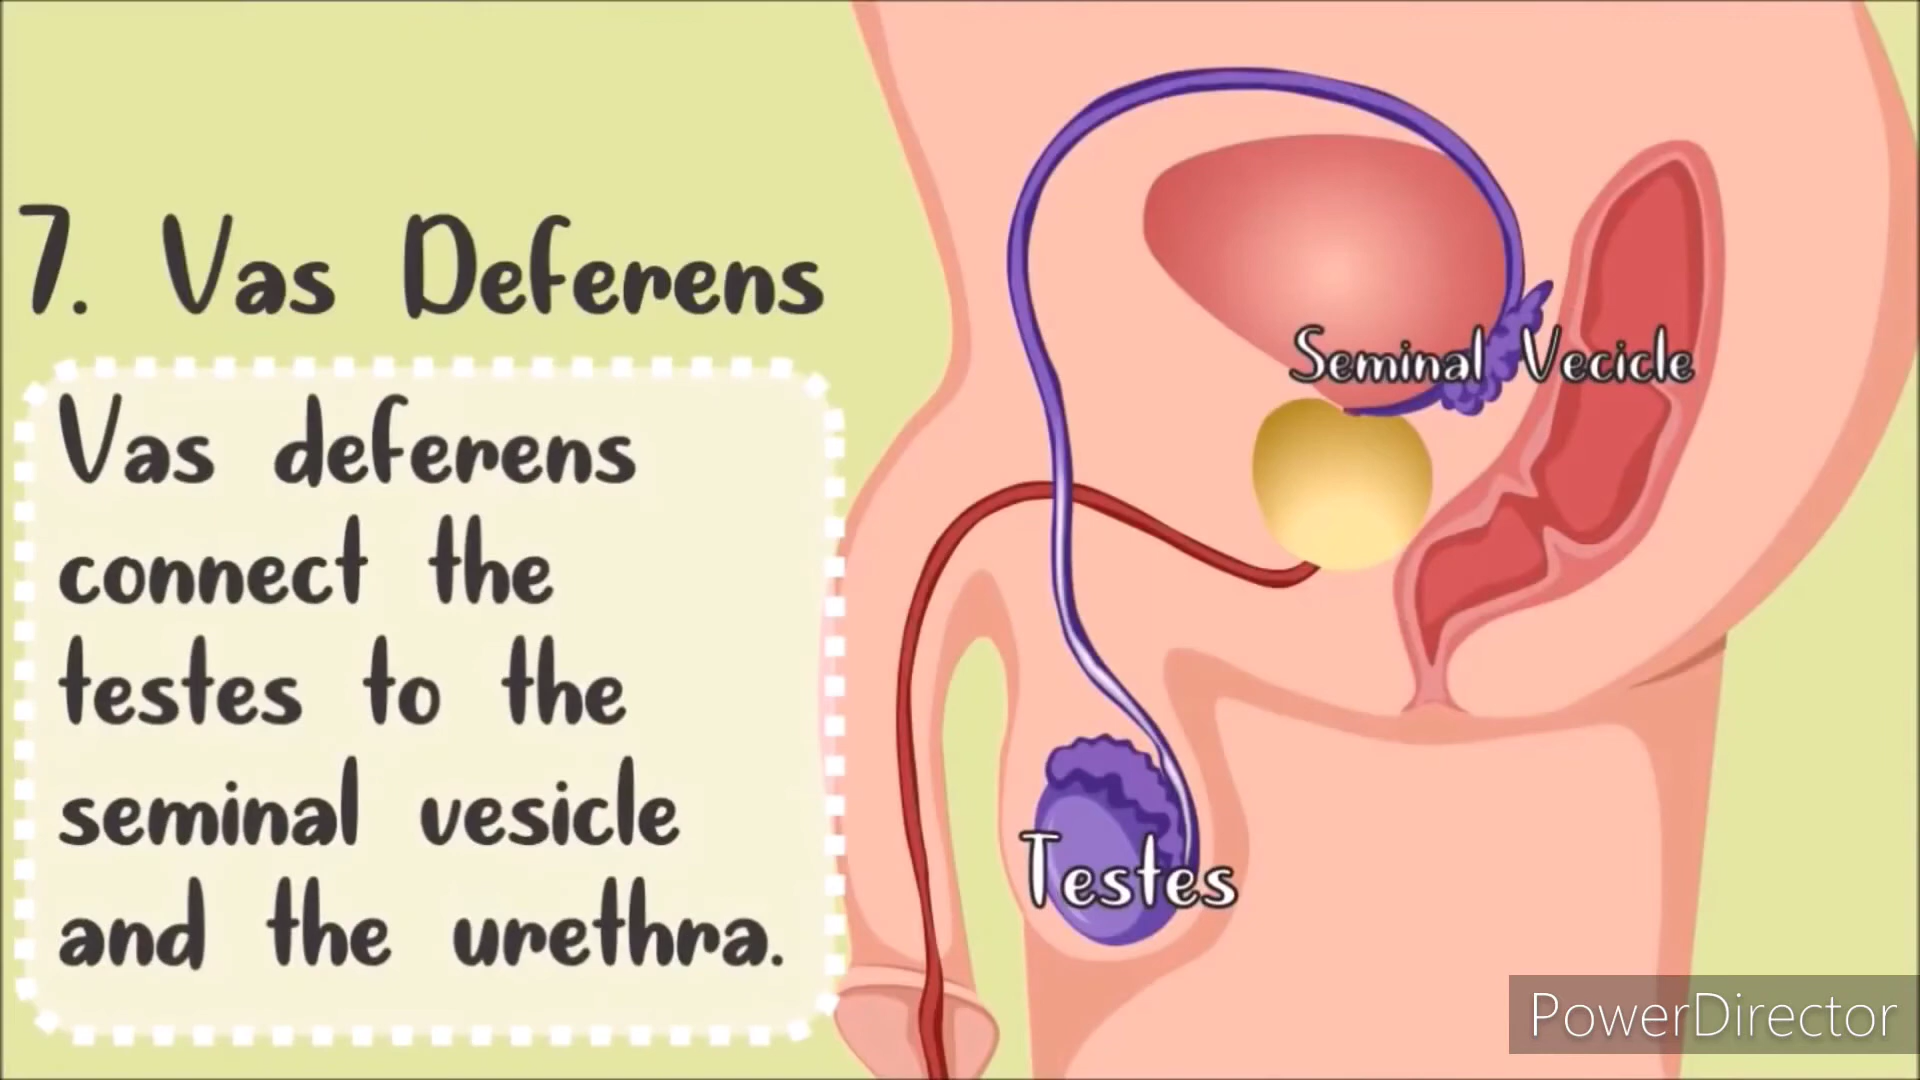 7. Vas Deferens
Vas deferens
connect the
testes to the
seminal vesicle
and the urethra.
Seminal Vecicle
Testes
PowerDirector